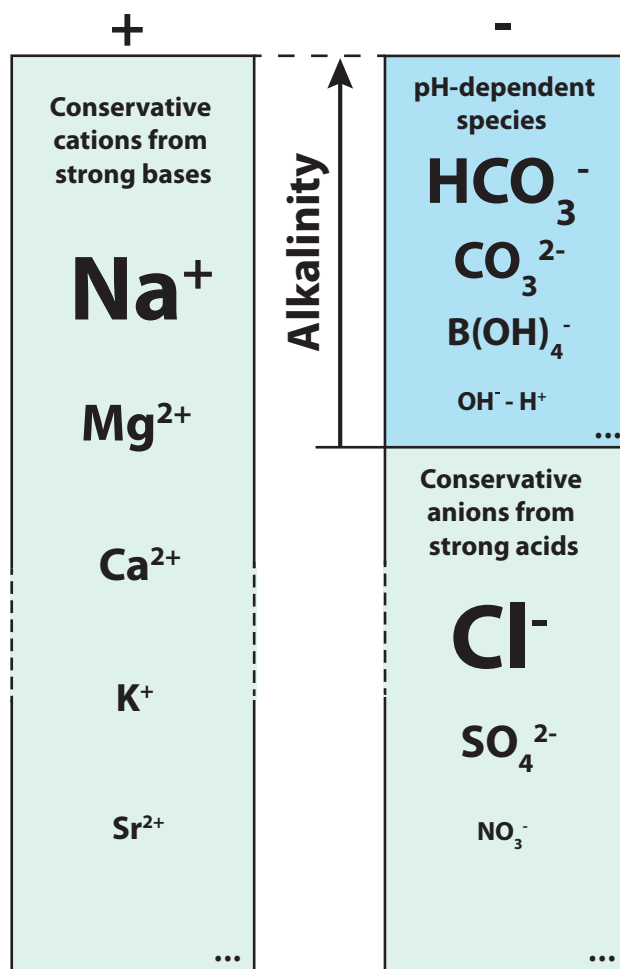 +
Conservative
cations from
strong bases
Na⁺
Mg²⁺
Ca²⁺
K⁺
Sr²⁺
...
Alkalinity
-
pH-dependent
species
HCO₃⁻
CO₃²⁻
B(OH)₄⁻
OH⁻ - H⁺
...
Conservative
anions from
strong acids
Cl⁻
SO₄²⁻
NO₃⁻
...